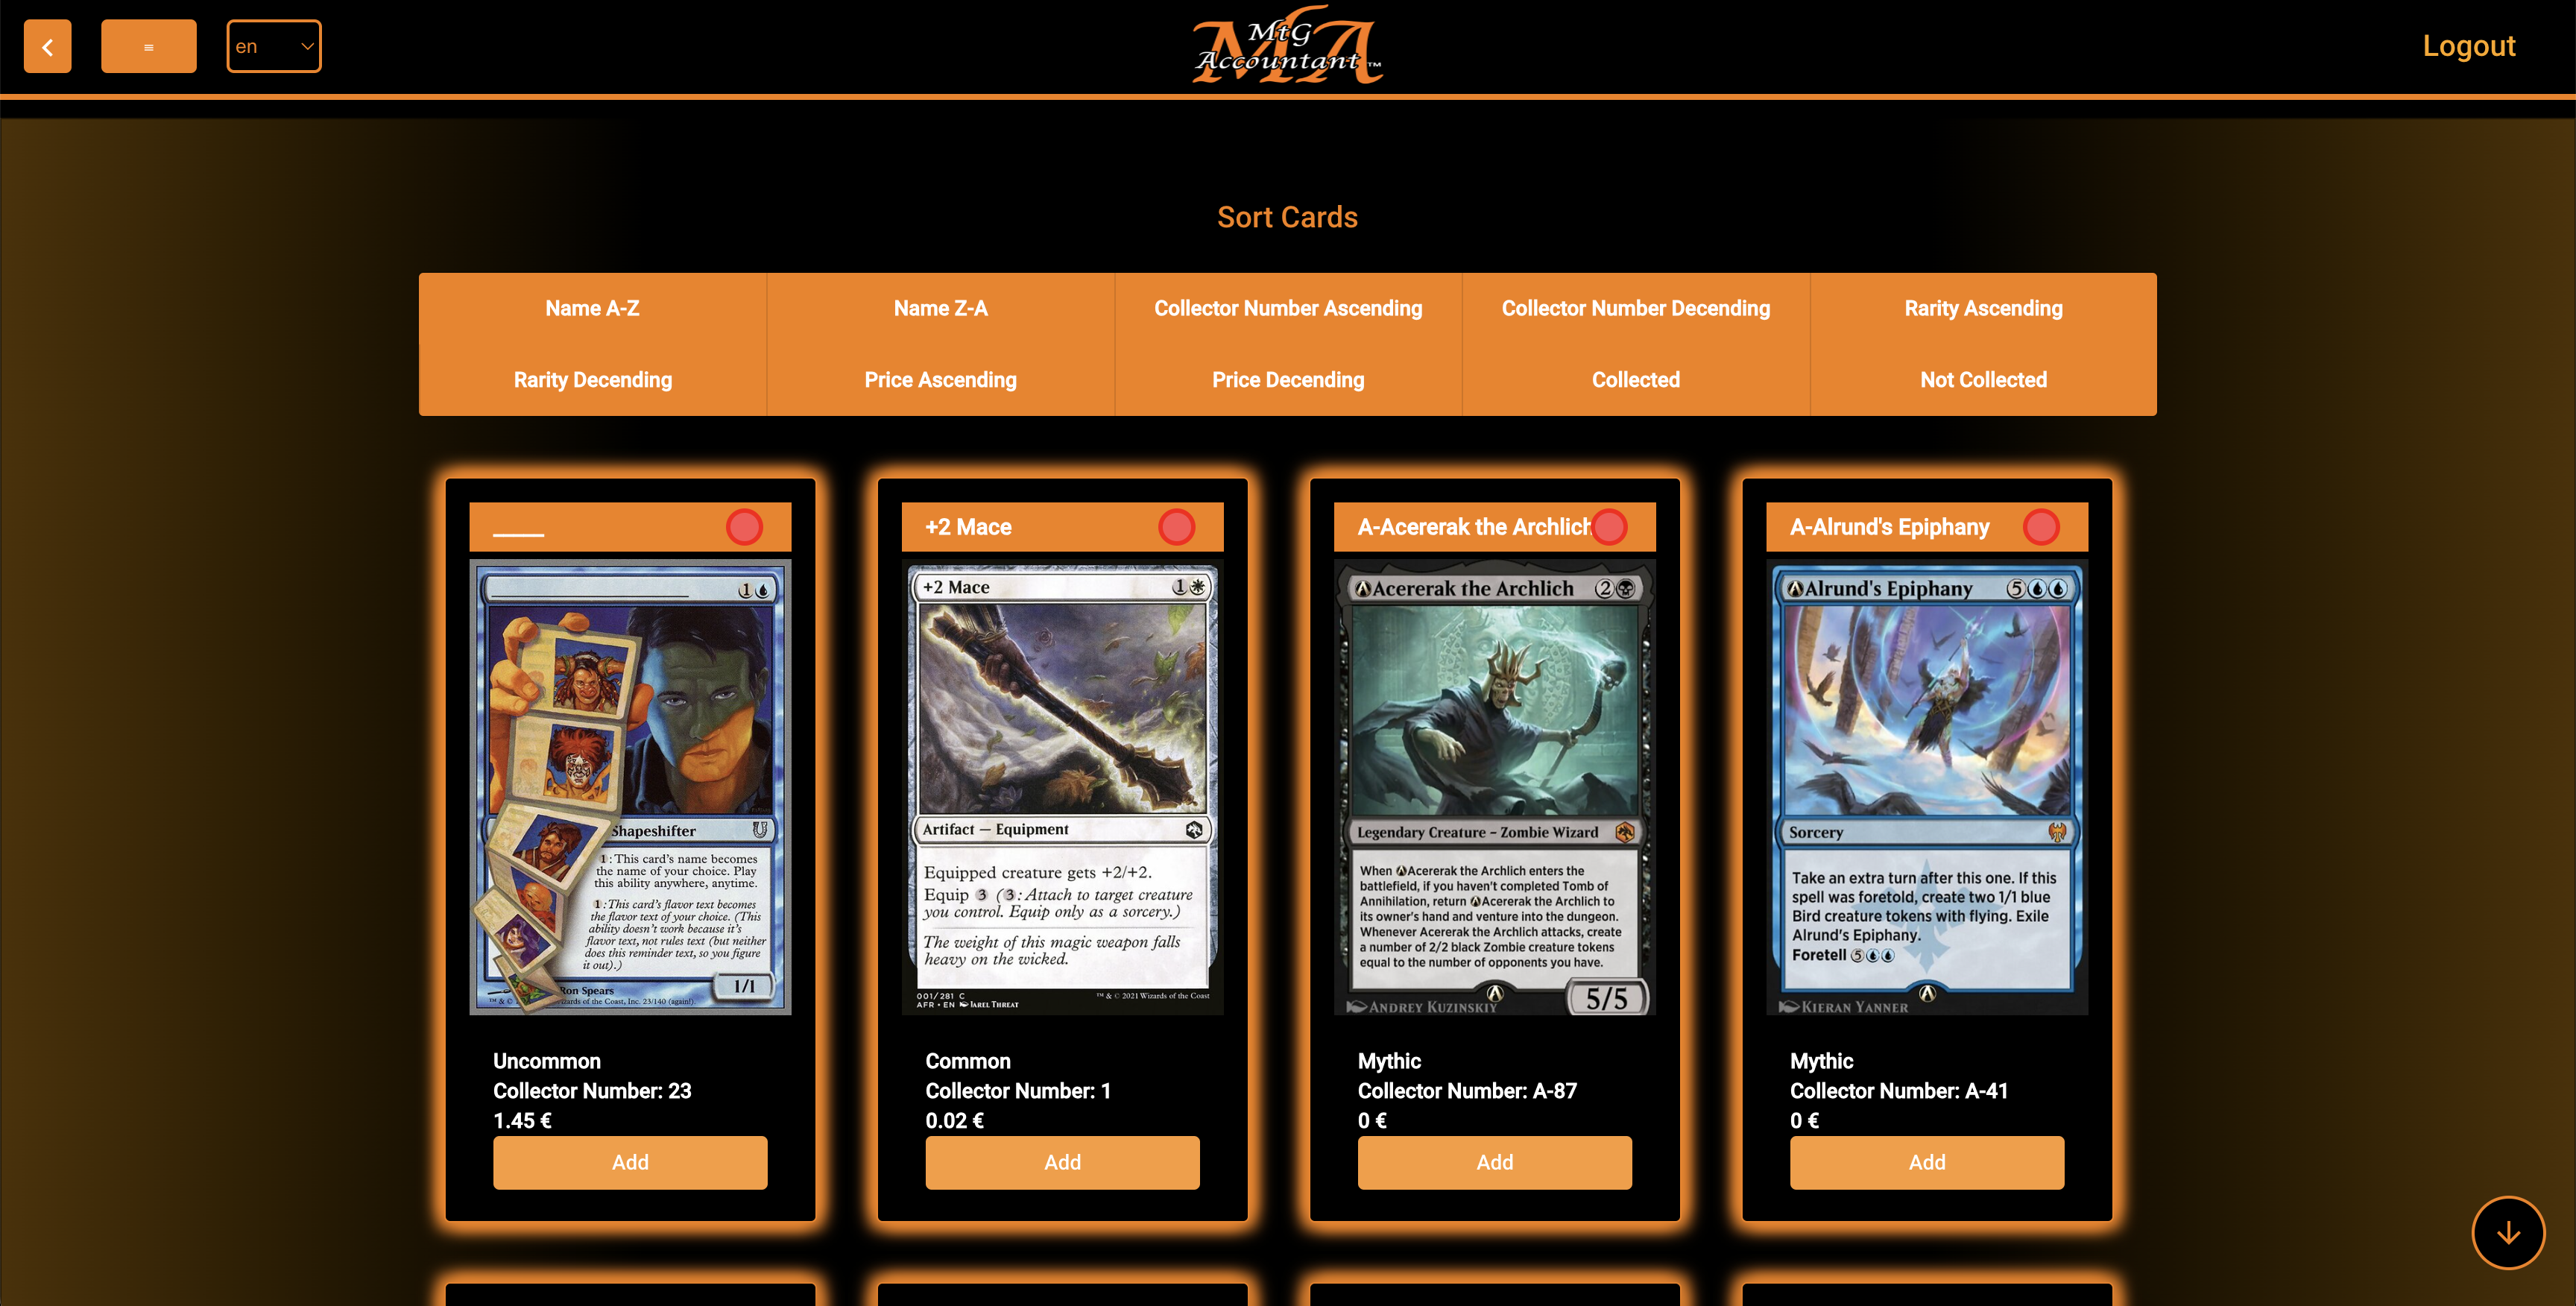 en
MtG
Accountant™
MA
Logout
Sort Cards
Name A-Z
Name Z-A
Collector Number Ascending
Collector Number Decending
Rarity Ascending
Rarity Decending
Price Ascending
Price Decending
Collected
Not Collected
_____
1
Shapeshifter
1: This card's name becomes
the name of your choice. Play
this ability anywhere, anytime.
1: This card's flavor text becomes
the flavor text of your choice. (This
ability doesn't work because it's
flavor text, not rules text (but neither
does this reminder text, so you figure
it out).)
1/1
Ron Spears
of the Coast, Inc. 23/140 (again!).
Uncommon
Collector Number: 23
1.45 €
Add
+2 Mace
+2 Mace
1
Artifact — Equipment
Equipped creature gets +2/+2.
Equip 3 (3: Attach to target creature
you control. Equip only as a sorcery.)
The weight of this magic weapon falls
heavy on the wicked.
001/281 C
AFR • EN JAREL THREAT
™ & © 2021 Wizards of the Coast
Common
Collector Number: 1
0.02 €
Add
A-Acererak the Archlich
Acererak the Archlich
2
Legendary Creature – Zombie Wizard
When Acererak the Archlich enters the
battlefield, if you haven't completed Tomb of
Annihilation, return Acererak the Archlich to
its owner's hand and venture into the dungeon.
Whenever Acererak the Archlich attacks, create
a number of 2/2 black Zombie creature tokens
equal to the number of opponents you have.
ANDREY KUZINSKIY
5/5
Mythic
Collector Number: A-87
0 €
Add
A-Alrund's Epiphany
Alrund's Epiphany
5
Sorcery
Take an extra turn after this one. If this
spell was foretold, create two 1/1 blue
Bird creature tokens with flying. Exile
Alrund's Epiphany.
Foretell 5
KIERAN YANNER
Mythic
Collector Number: A-41
0 €
Add